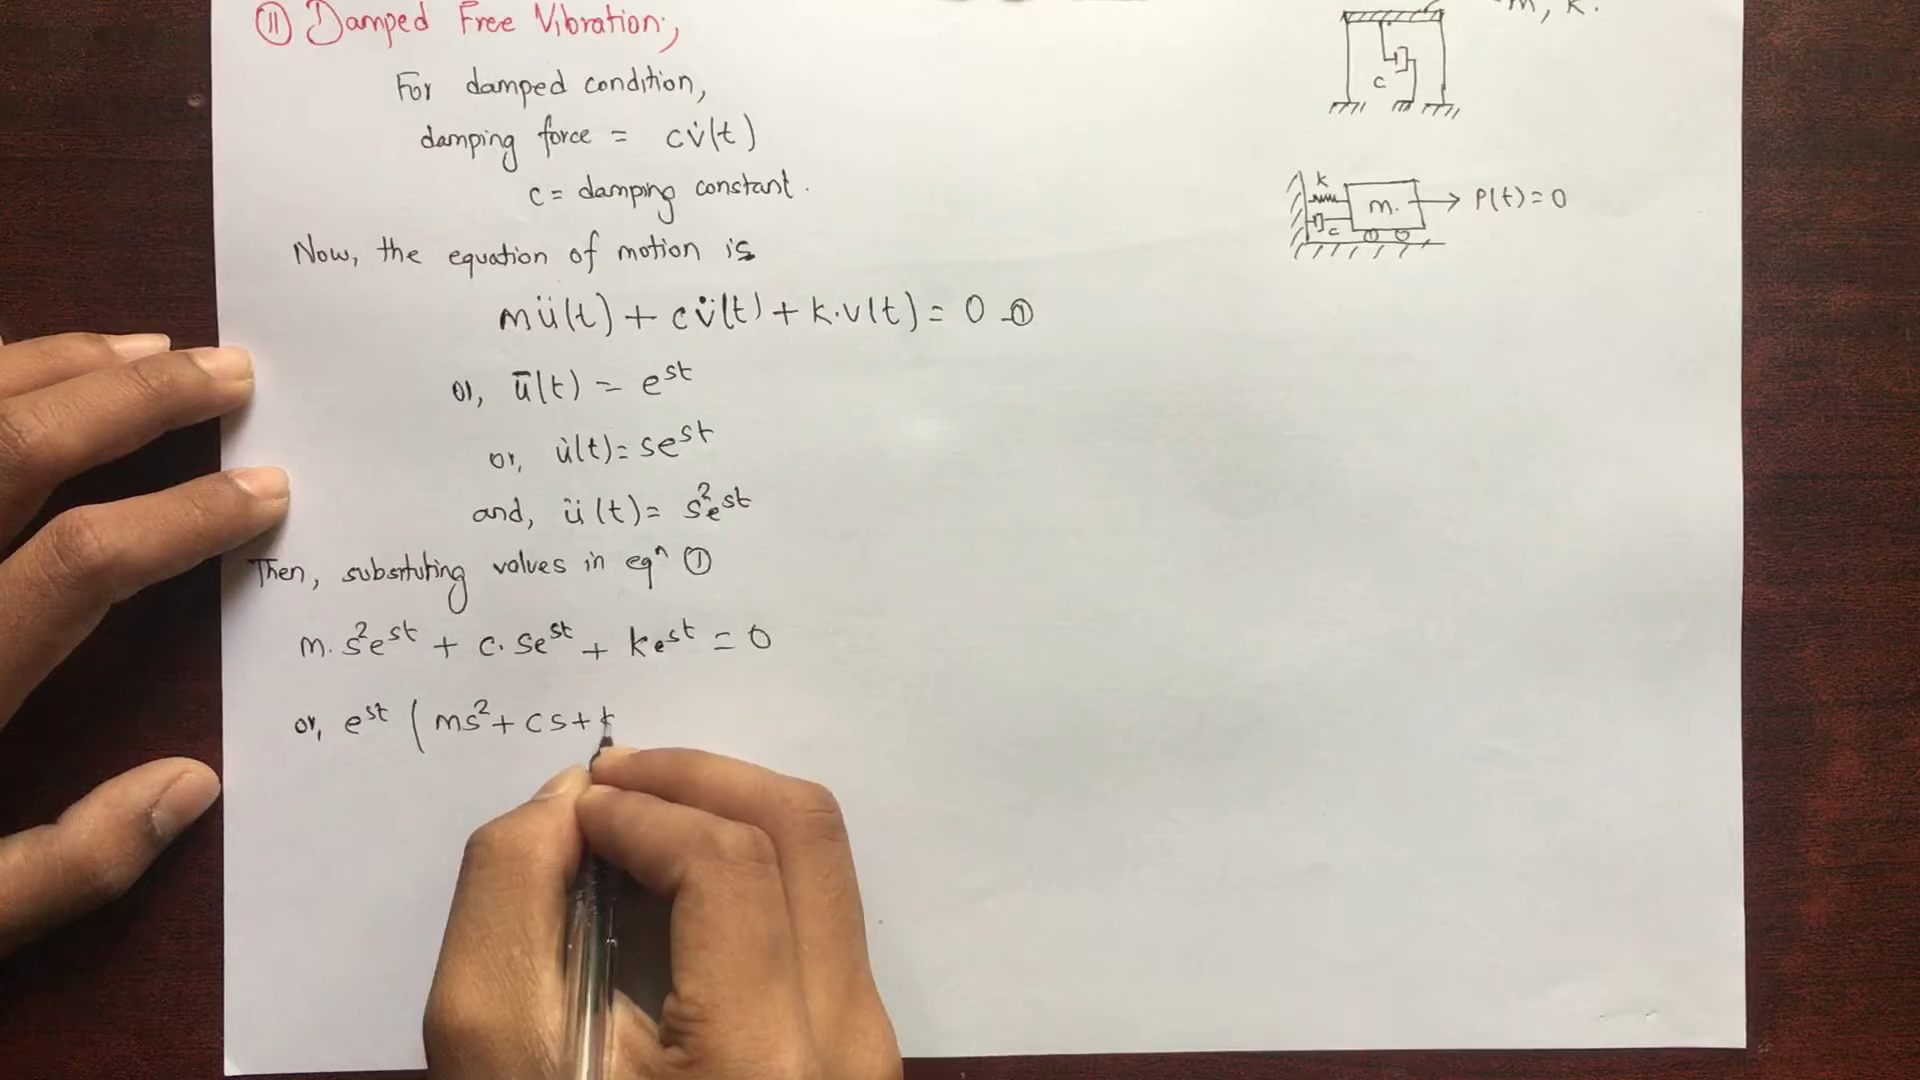 ⑪ Damped Free Vibration;
m, k.
For damped condition,
c
damping force = cv̇(t)
c = damping constant.
k
m.
c
P(t) = 0
Now, the equation of motion is
mü(t) + cv̇(t) + k.v(t) = 0 - ①
or, ū(t) = e^st
or, u̇(t) = se^st
and, ü(t) = s²e^st
Then, substituting values in eqⁿ ①
m. s²e^st + c. se^st + ke^st = 0
or, e^st ( ms² + cs +